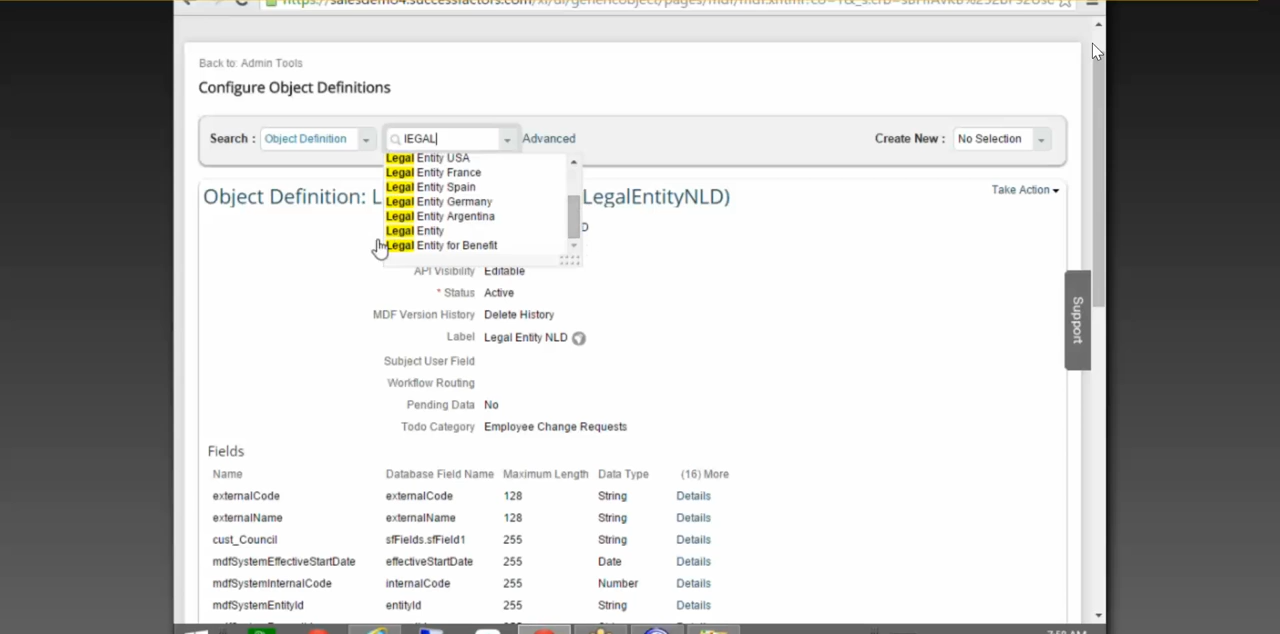 Back to: Admin Tools
Configure Object Definitions
Search : Object Definition lEGAL Advanced Create New : No Selection
Legal Entity USA
Legal Entity France
Legal Entity Spain
Legal Entity Germany
Legal Entity Argentina
Legal Entity
Legal Entity for Benefit
Object Definition: L LegalEntityNLD) Take Action
D
API Visibility Editable
* Status Active
MDF Version History Delete History
Label Legal Entity NLD
Subject User Field
Workflow Routing
Pending Data No
Todo Category Employee Change Requests
Support
Fields
Name Database Field Name Maximum Length Data Type (16) More
externalCode externalCode 128 String Details
externalName externalName 128 String Details
cust_Council sfFields.sfField1 255 String Details
mdfSystemEffectiveStartDate effectiveStartDate 255 Date Details
mdfSystemInternalCode internalCode 255 Number Details
mdfSystemEntityId entityId 255 String Details